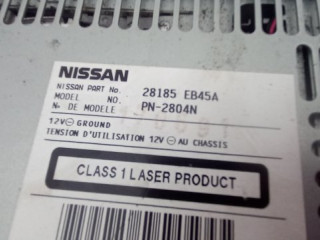 NISSAN
NISSAN PART No. 28185 EB45A
MODEL NO. PN-2804N
No DE MODELE
12V⊖GROUND
TENSION D'UTILISATION 12V⊖AU CHASSIS
CLASS 1 LASER PRODUCT